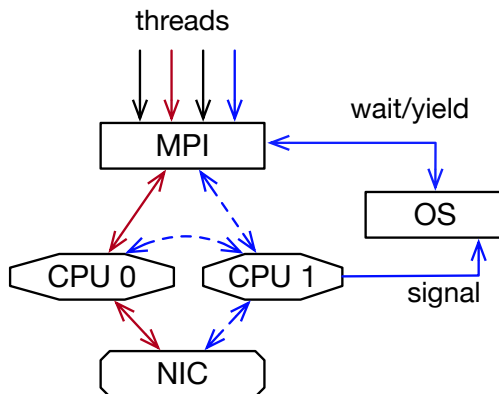 threads
wait/yield
MPI
OS
CPU 0
CPU 1
signal
NIC